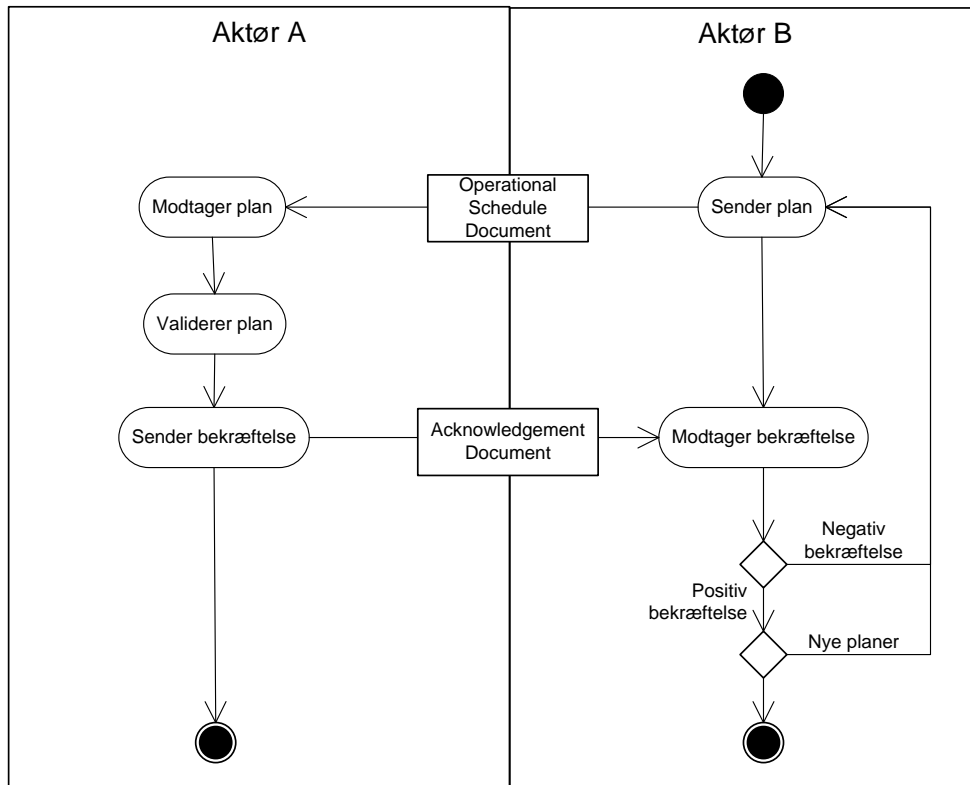 Aktør A
Aktør B
Operational
Schedule
Document
Modtager plan
Sender plan
Validerer plan
Sender bekræftelse
Acknowledgement
Document
Modtager bekræftelse
Negativ
bekræftelse
Positiv
bekræftelse
Nye planer